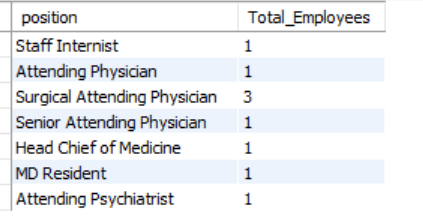 position Total_Employees
Staff Internist 1
Attending Physician 1
Surgical Attending Physician 3
Senior Attending Physician 1
Head Chief of Medicine 1
MD Resident 1
Attending Psychiatrist 1